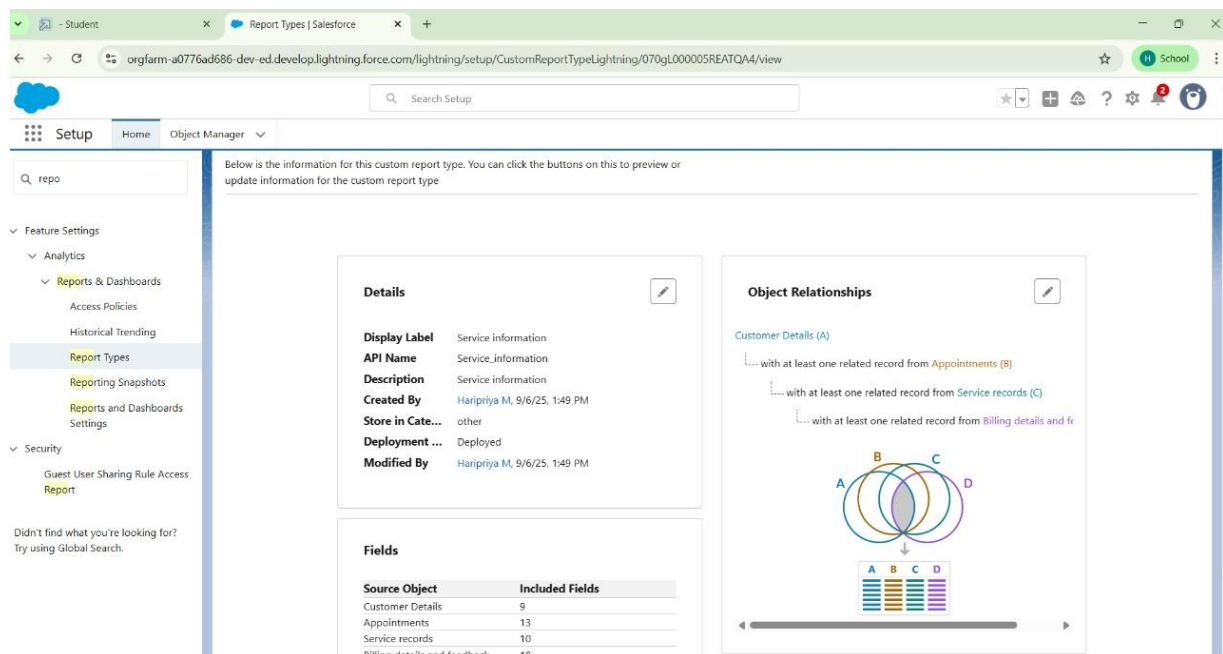 - Student
Report Types | Salesforce
orgfarm-a0776ad686-dev-ed.develop.lightning.force.com/lightning/setup/CustomReportTypeLightning/070gL000005REATQA4/view
H School
Search Setup
2
Setup Home Object Manager
repo
Feature Settings
Analytics
Reports & Dashboards
Access Policies
Historical Trending
Report Types
Reporting Snapshots
Reports and Dashboards
Settings
Security
Guest User Sharing Rule Access
Report
Didn't find what you're looking for?
Try using Global Search.
Below is the information for this custom report type. You can click the buttons on this to preview or
update information for the custom report type
Details
Display Label Service information
API Name Service_information
Description Service information
Created By Haripriya M, 9/6/25, 1:49 PM
Store in Cate... other
Deployment ... Deployed
Modified By Haripriya M, 9/6/25, 1:49 PM
Fields
Source Object Included Fields
Customer Details 9
Appointments 13
Service records 10
Billing details and feedback 10
Object Relationships
Customer Details (A)
with at least one related record from Appointments (B)
with at least one related record from Service records (C)
with at least one related record from Billing details and fe
B C
A D
A B C D